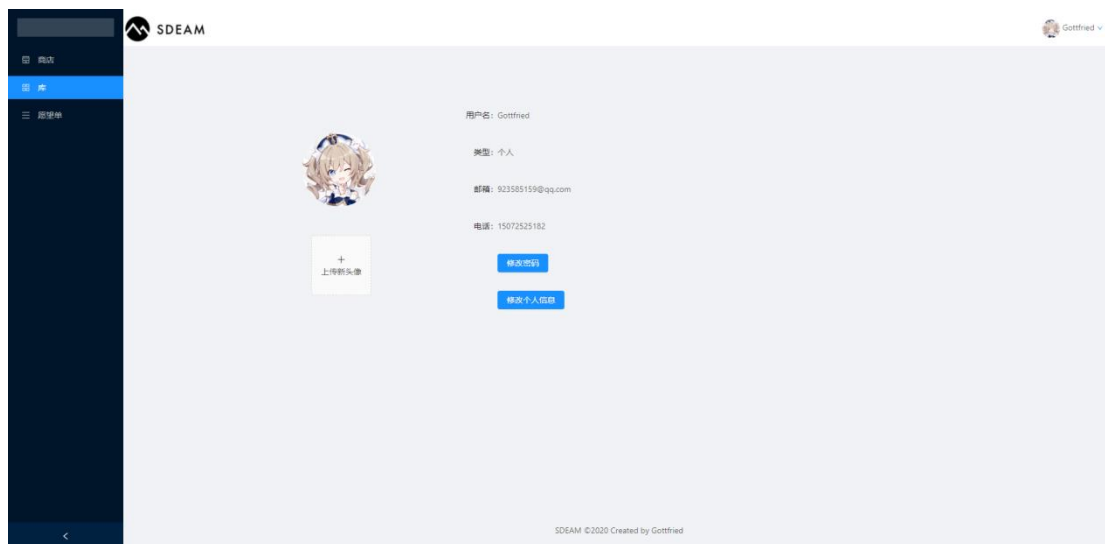 SDEAM
Gottfried
商店
库
愿望单
用户名: Gottfried
类型: 个人
邮箱: 923585159@qq.com
电话: 15072525182
+
上传新头像
修改密码
修改个人信息
SDEAM ©2020 Created by Gottfried